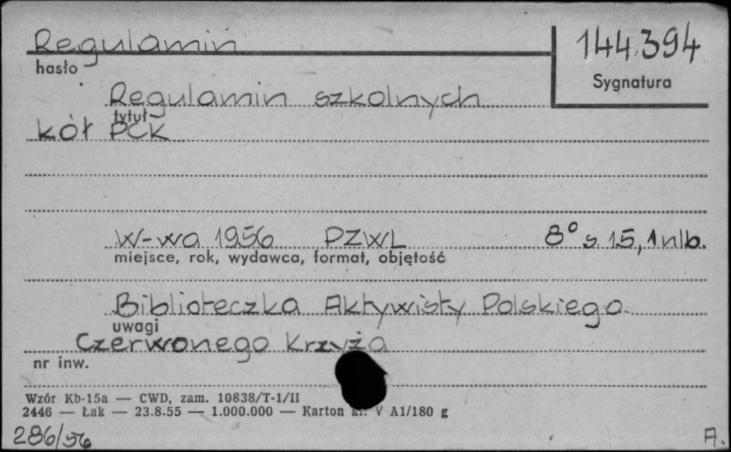 Regulamin
144394
hasło
Sygnatura
Regulamin szkolnych
tytuł
kół PCK
W-wa 1956 PZWL 8° s. 15, 1 nlb.
miejsce, rok, wydawca, format, objętość
Biblioteczka Aktywisty Polskiego
uwagi
Czerwonego Krzyża
nr inw.
Wzór Kb-15a — CWD, zam. 10838/T-1/II
2446 — Łak — 23.8.55 — 1.000.000 — Karton V A1/180 g
286/56
A.